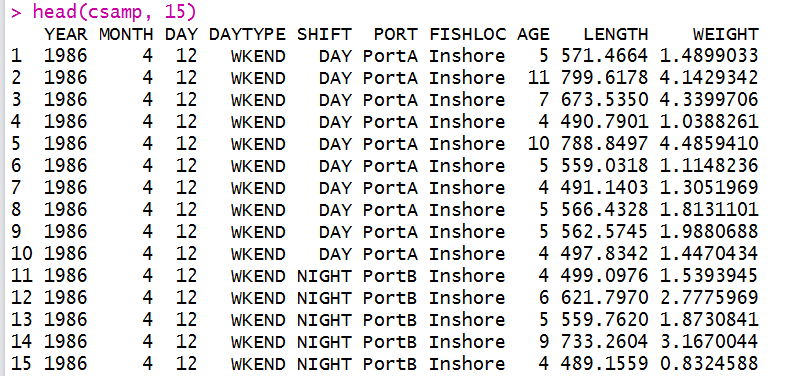 > head(csamp, 15)
YEAR MONTH DAY DAYTYPE SHIFT PORT FISHLOC AGE LENGTH WEIGHT
1 1986 4 12 WKEND DAY PortA Inshore 5 571.4664 1.4899033
2 1986 4 12 WKEND DAY PortA Inshore 11 799.6178 4.1429342
3 1986 4 12 WKEND DAY PortA Inshore 7 673.5350 4.3399706
4 1986 4 12 WKEND DAY PortA Inshore 4 490.7901 1.0388261
5 1986 4 12 WKEND DAY PortA Inshore 10 788.8497 4.4859410
6 1986 4 12 WKEND DAY PortA Inshore 5 559.0318 1.1148236
7 1986 4 12 WKEND DAY PortA Inshore 4 491.1403 1.3051969
8 1986 4 12 WKEND DAY PortA Inshore 5 566.4328 1.8131101
9 1986 4 12 WKEND DAY PortA Inshore 5 562.5745 1.9880688
10 1986 4 12 WKEND DAY PortA Inshore 4 497.8342 1.4470434
11 1986 4 12 WKEND NIGHT PortB Inshore 4 499.0976 1.5393945
12 1986 4 12 WKEND NIGHT PortB Inshore 6 621.7970 2.7775969
13 1986 4 12 WKEND NIGHT PortB Inshore 5 559.7620 1.8730841
14 1986 4 12 WKEND NIGHT PortB Inshore 9 733.2604 3.1670044
15 1986 4 12 WKEND NIGHT PortB Inshore 4 489.1559 0.8324588